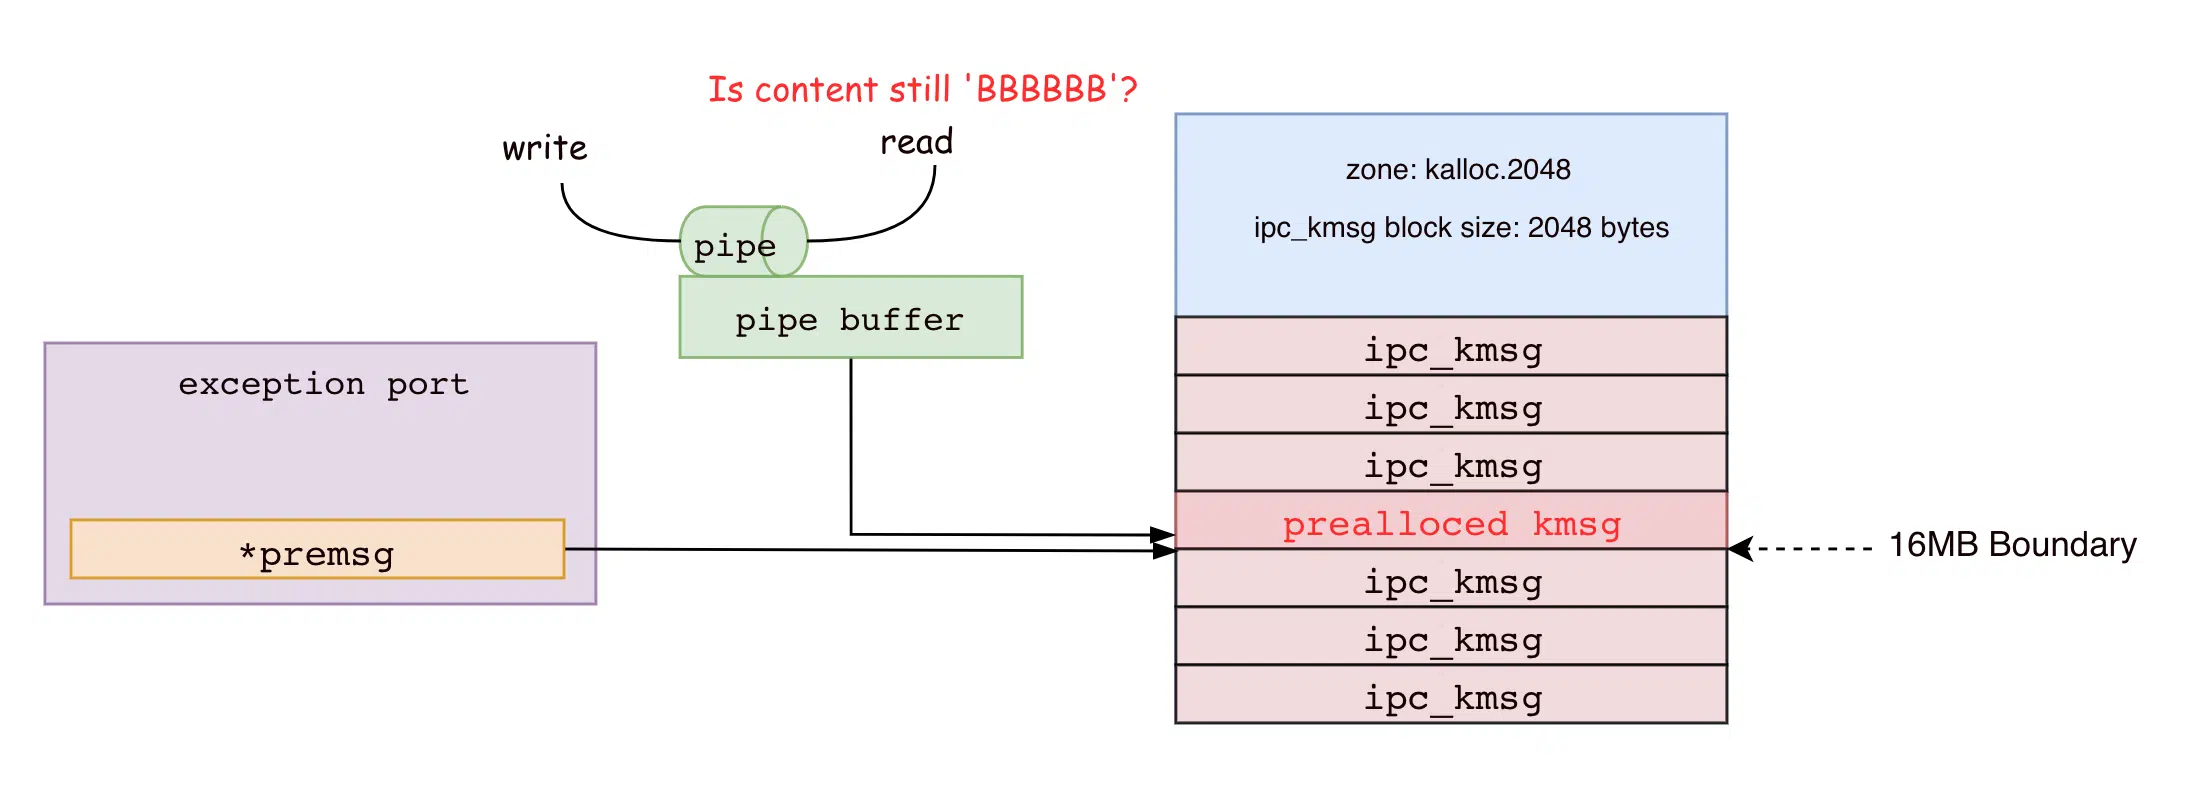 Is content still 'BBBBBB'?
write
read
pipe
pipe buffer
exception port
*premsg
zone: kalloc.2048
ipc_kmsg block size: 2048 bytes
ipc_kmsg
ipc_kmsg
ipc_kmsg
prealloced kmsg
16MB Boundary
ipc_kmsg
ipc_kmsg
ipc_kmsg